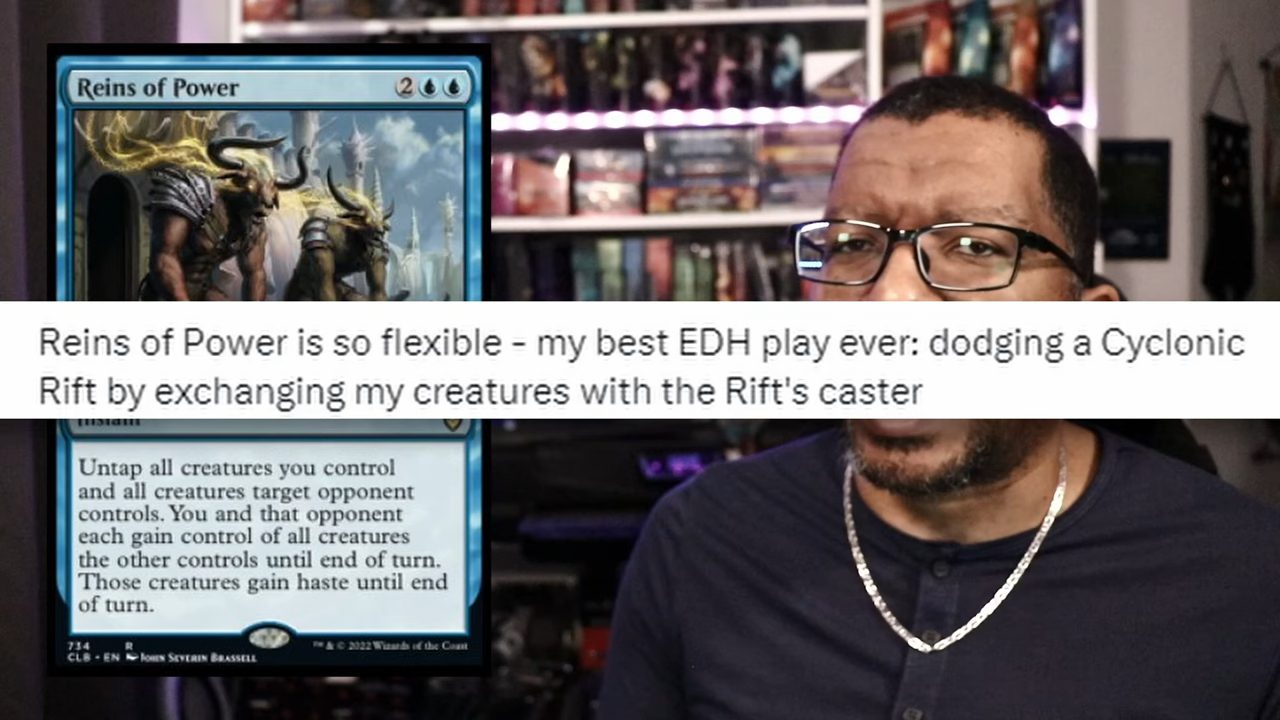 Reins of Power 2
Reins of Power is so flexible - my best EDH play ever: dodging a Cyclonic
Rift by exchanging my creatures with the Rift's caster
Instant
Untap all creatures you control
and all creatures target opponent
controls. You and that opponent
each gain control of all creatures
the other controls until end of turn.
Those creatures gain haste until end
of turn.
734 R
CLB - EN JOHN SEVERIN BRASSELL
™ & © 2022 Wizards of the Coast